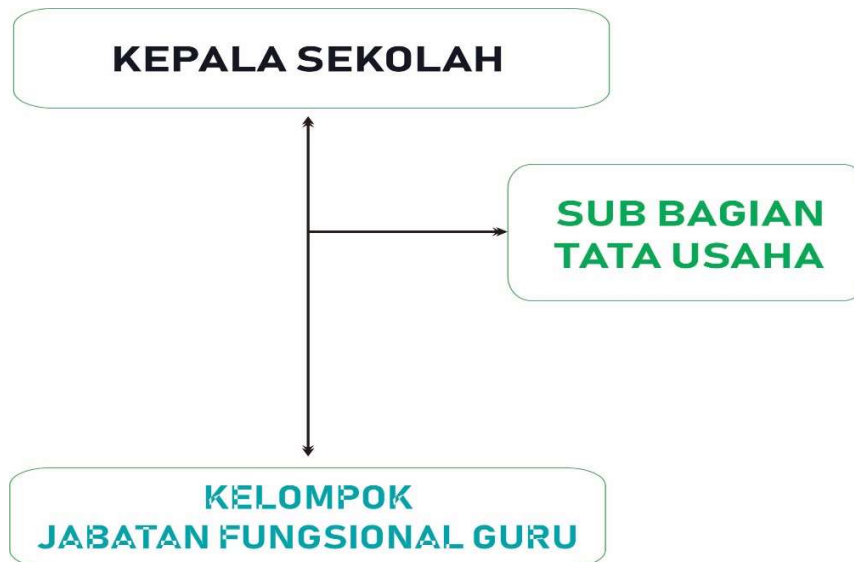 KEPALA SEKOLAH
SUB BAGIAN
TATA USAHA
KELOMPOK
JABATAN FUNGSIONAL GURU